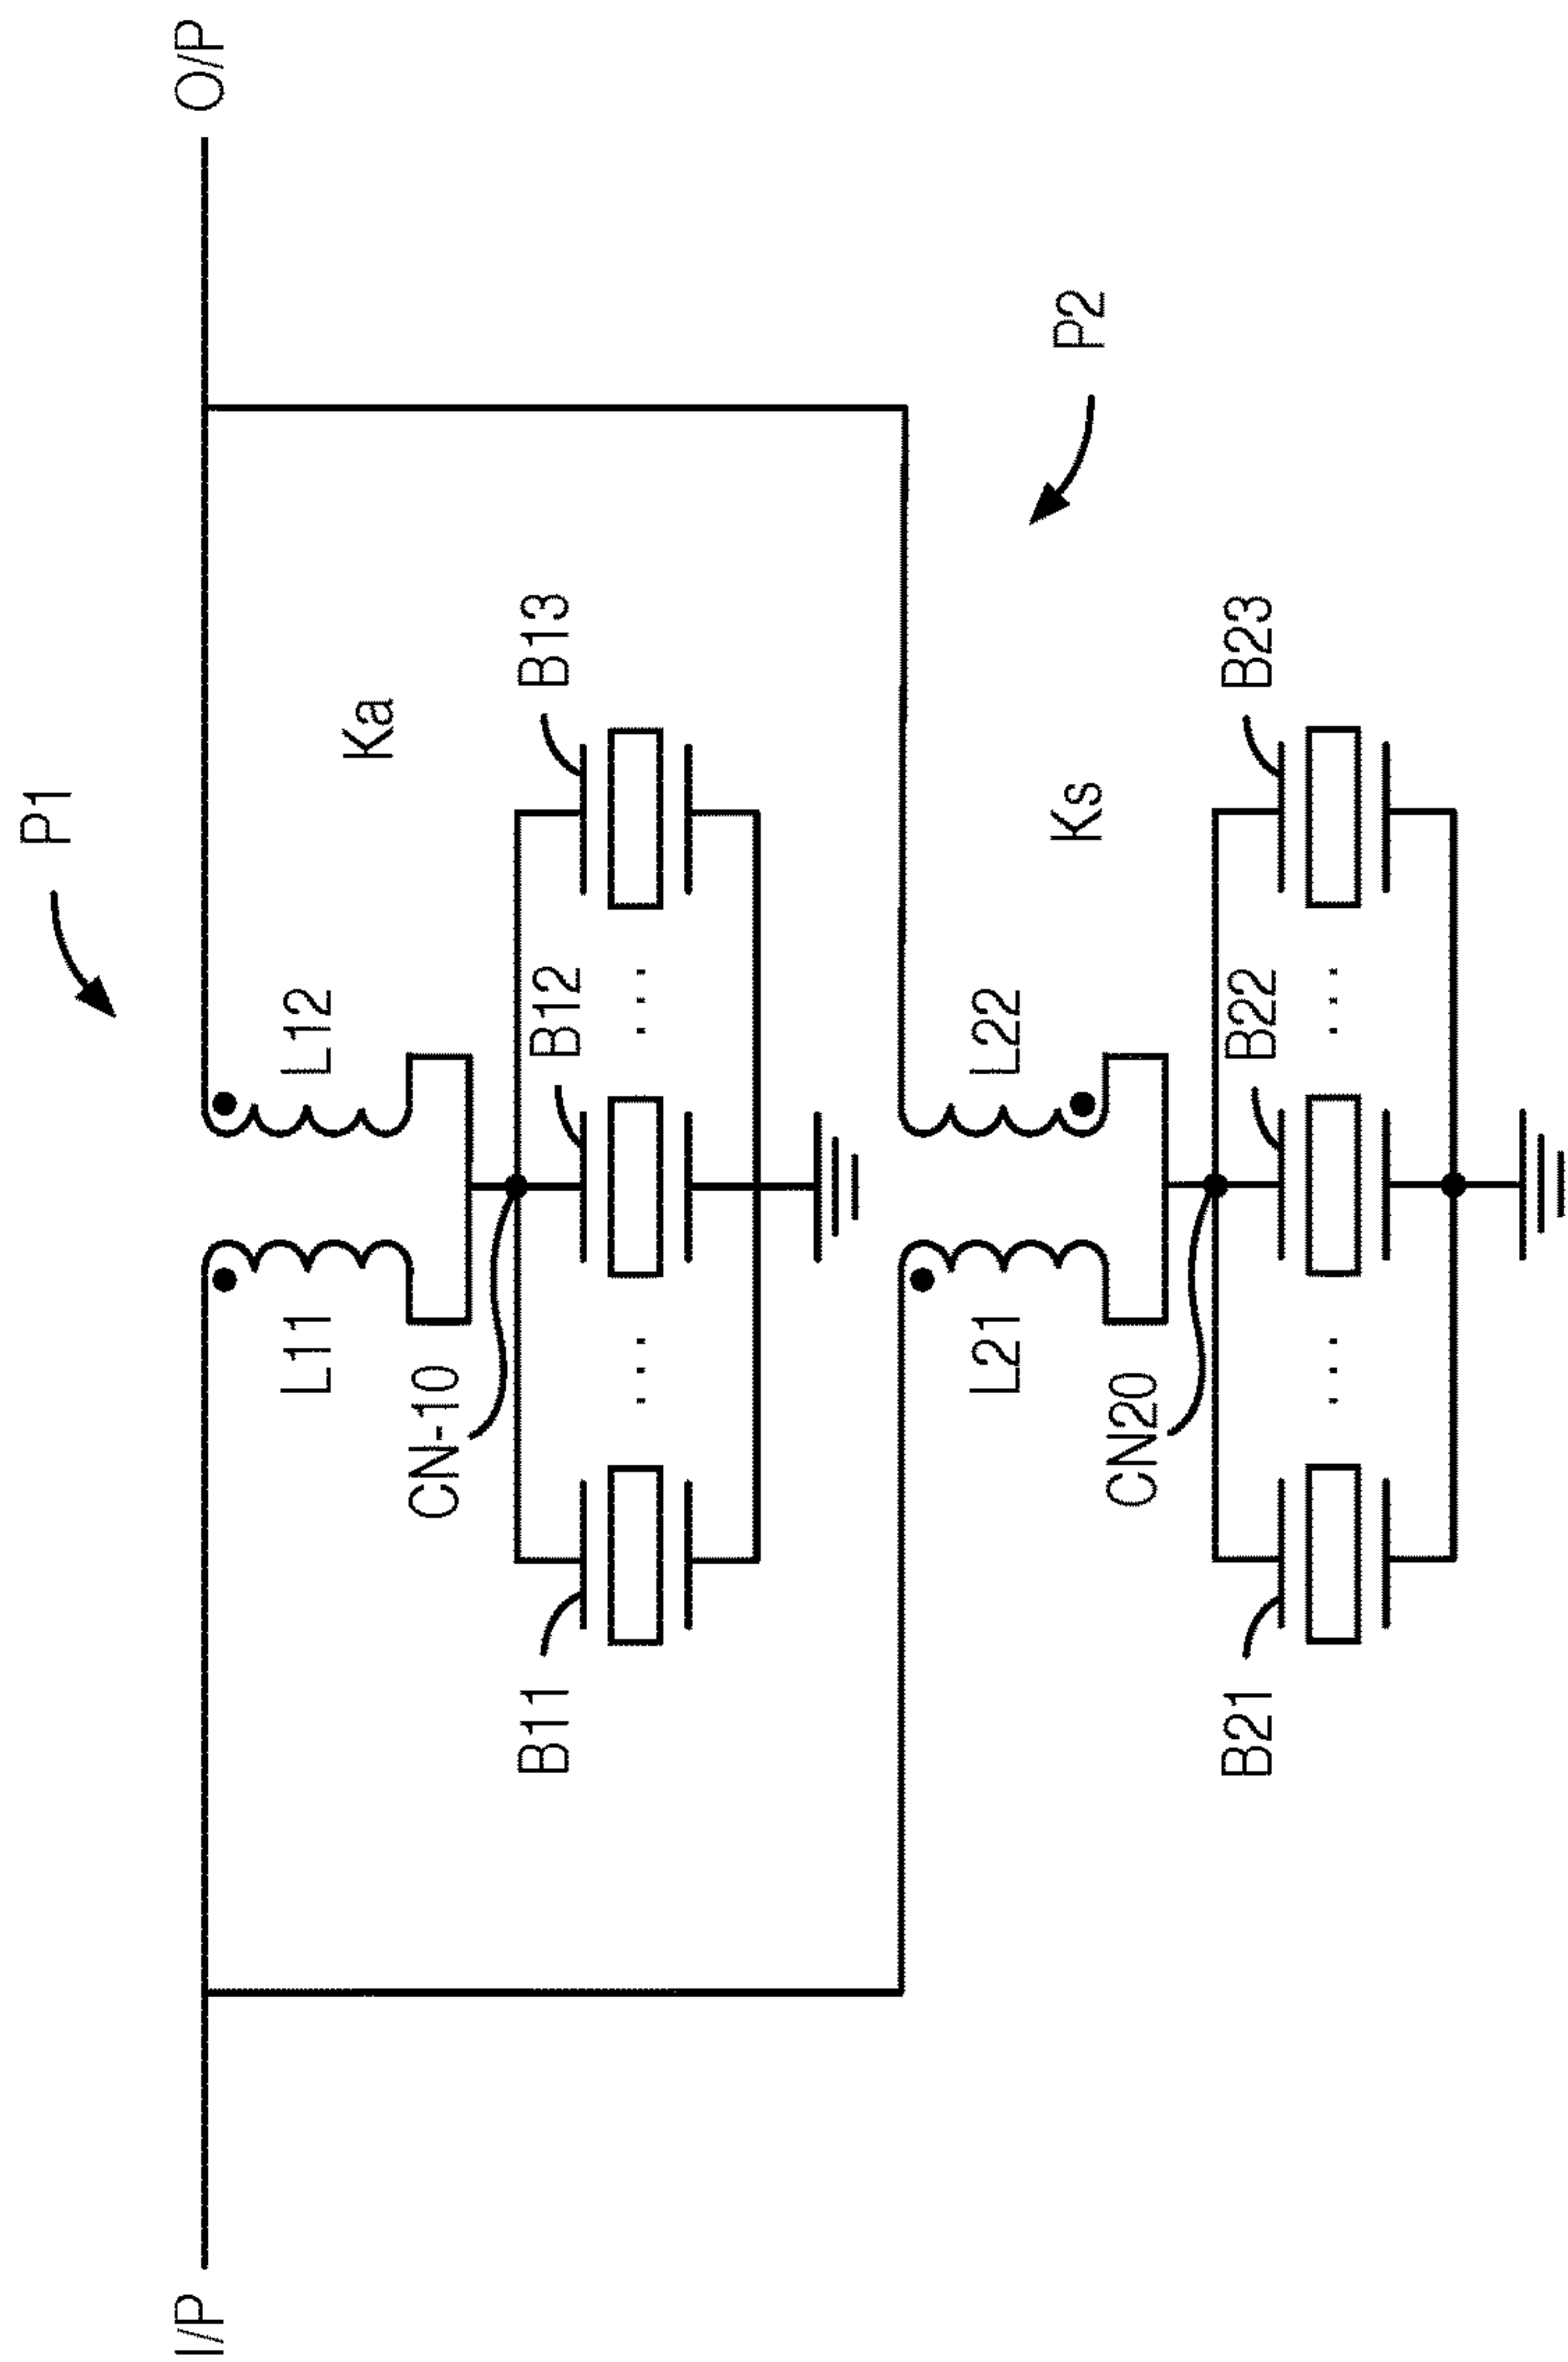 P1
I/P
O/P
L11
L12
Ka
CN-10
B11
B12
B13
P2
L21
L22
Ks
CN20
B21
B22
B23